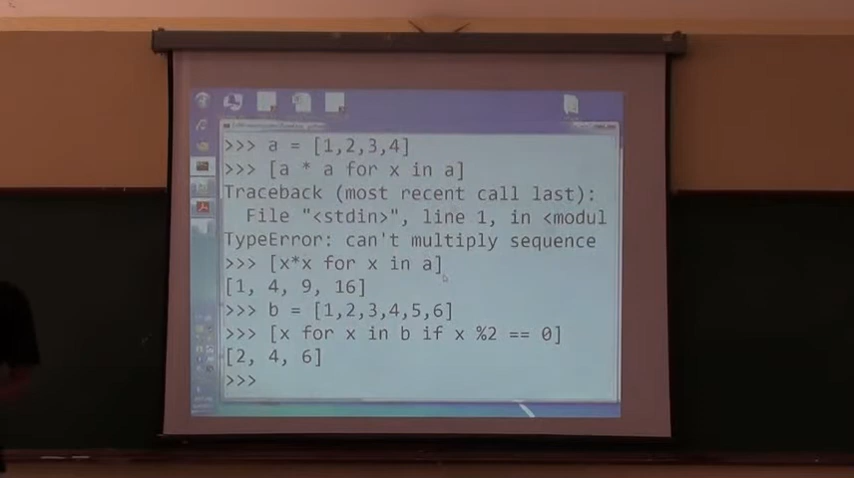 >>> a = [1,2,3,4]
>>> [a * a for x in a]
Traceback (most recent call last):
File "<stdin>", line 1, in <modul
TypeError: can't multiply sequence
>>> [x*x for x in a]
[1, 4, 9, 16]
>>> b = [1,2,3,4,5,6]
>>> [x for x in b if x %2 == 0]
[2, 4, 6]
>>>